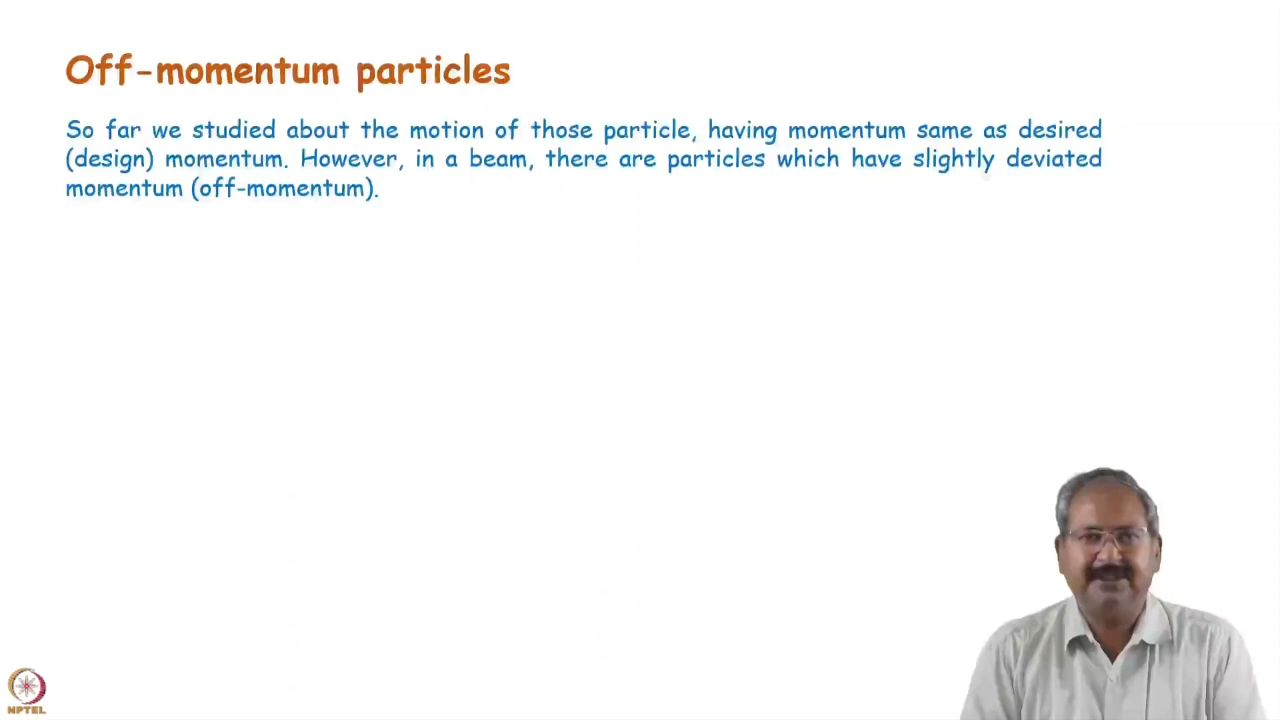 Off-momentum particles
So far we studied about the motion of those particle, having momentum same as desired
(design) momentum. However, in a beam, there are particles which have slightly deviated
momentum (off-momentum).
NPTEL